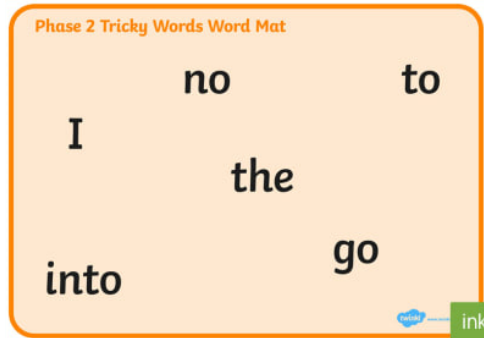 Phase 2 Tricky Words Word Mat
no to
I
the
go
into
twinkl
ink